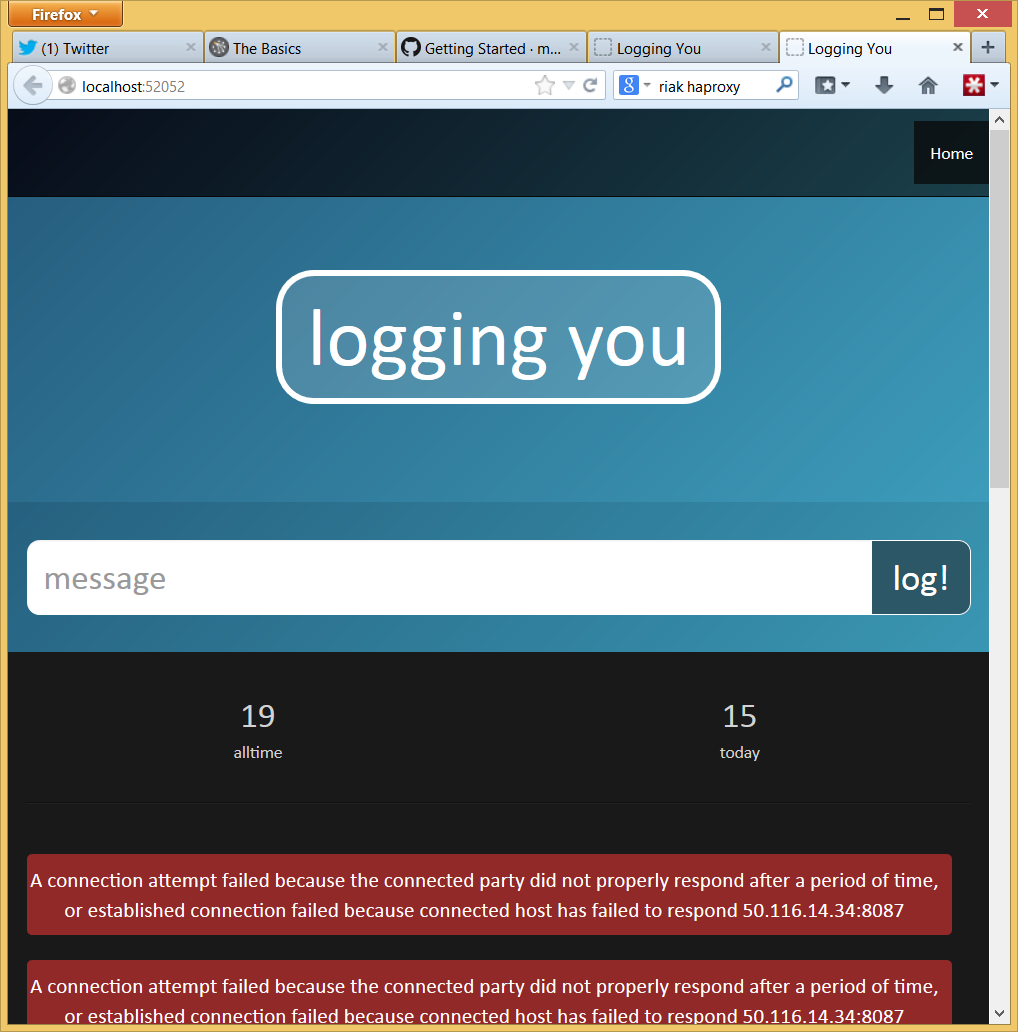 Firefox
(1) Twitter
The Basics
Getting Started · m...
Logging You
Logging You
localhost:52052
8
riak haproxy
Home
logging you
message
log!
19
15
alltime
today
A connection attempt failed because the connected party did not properly respond after a period of time,
or established connection failed because connected host has failed to respond 50.116.14.34:8087
A connection attempt failed because the connected party did not properly respond after a period of time,
or established connection failed because connected host has failed to respond 50.116.14.34:8087